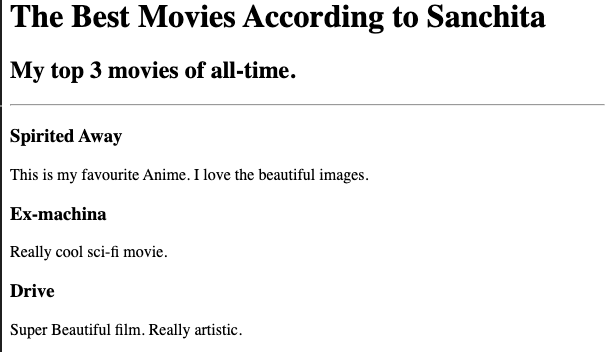 The Best Movies According to Sanchita
My top 3 movies of all-time.
Spirited Away
This is my favourite Anime. I love the beautiful images.
Ex-machina
Really cool sci-fi movie.
Drive
Super Beautiful film. Really artistic.